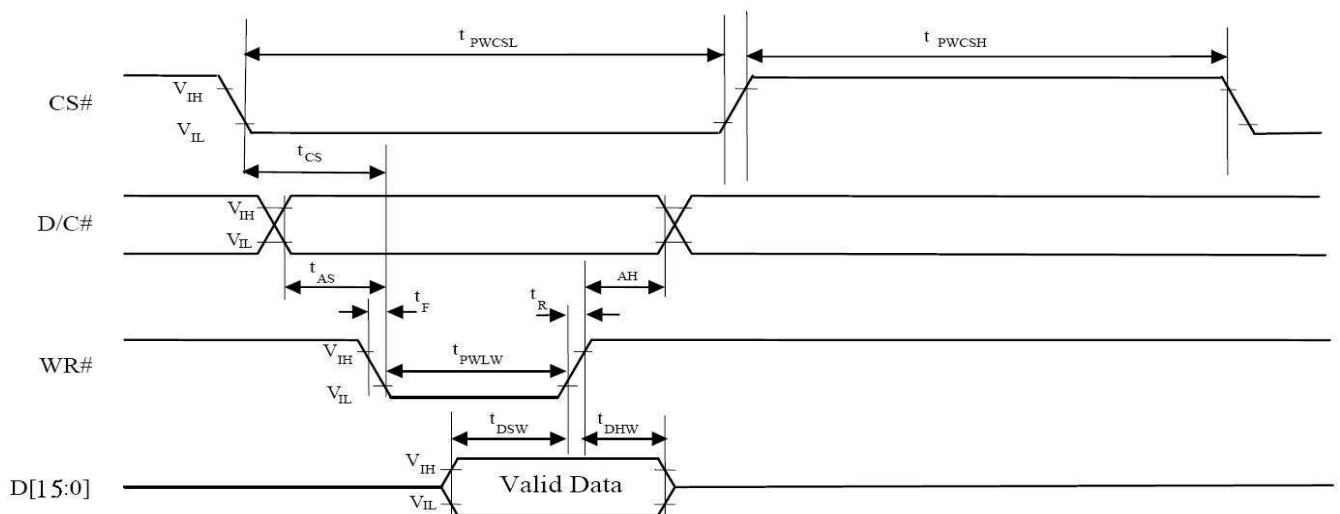 t PWCSL
t PWCSH
CS#
VIH
VIL
t CS
D/C#
VIH
VIL
t AS
t F
t R
AH
WR#
VIH
VIL
t PWLW
t DSW
t DHW
D[15:0]
VIH
VIL
Valid Data